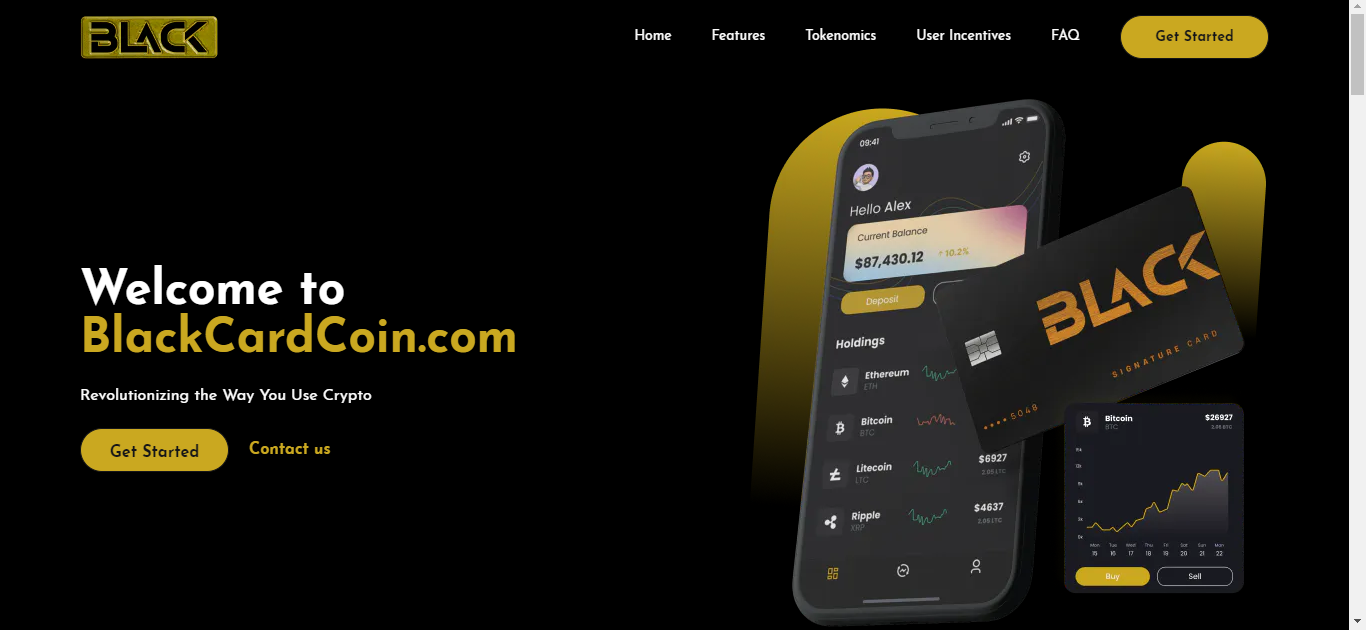 BLACK
Home
Features
Tokenomics
User Incentives
FAQ
Get Started
Welcome to
BlackCardCoin.com
Revolutionizing the Way You Use Crypto
Get Started
Contact us
09:41
Hello Alex
Current Balance
$87,430.12
10.2%
Deposit
Holdings
Ethereum
ETH
Bitcoin
BTC
Litecoin
LTC
$6927
2.05 LTC
Ripple
XRP
$4637
2.05 LTC
BLACK
SIGNATURE CARD
5048
Bitcoin
BTC
$26927
2.05 BTC
Mon Tue Wed Thu Fri Sat Sun Mon
15 16 17 18 19 20 21 22
Buy
Sell